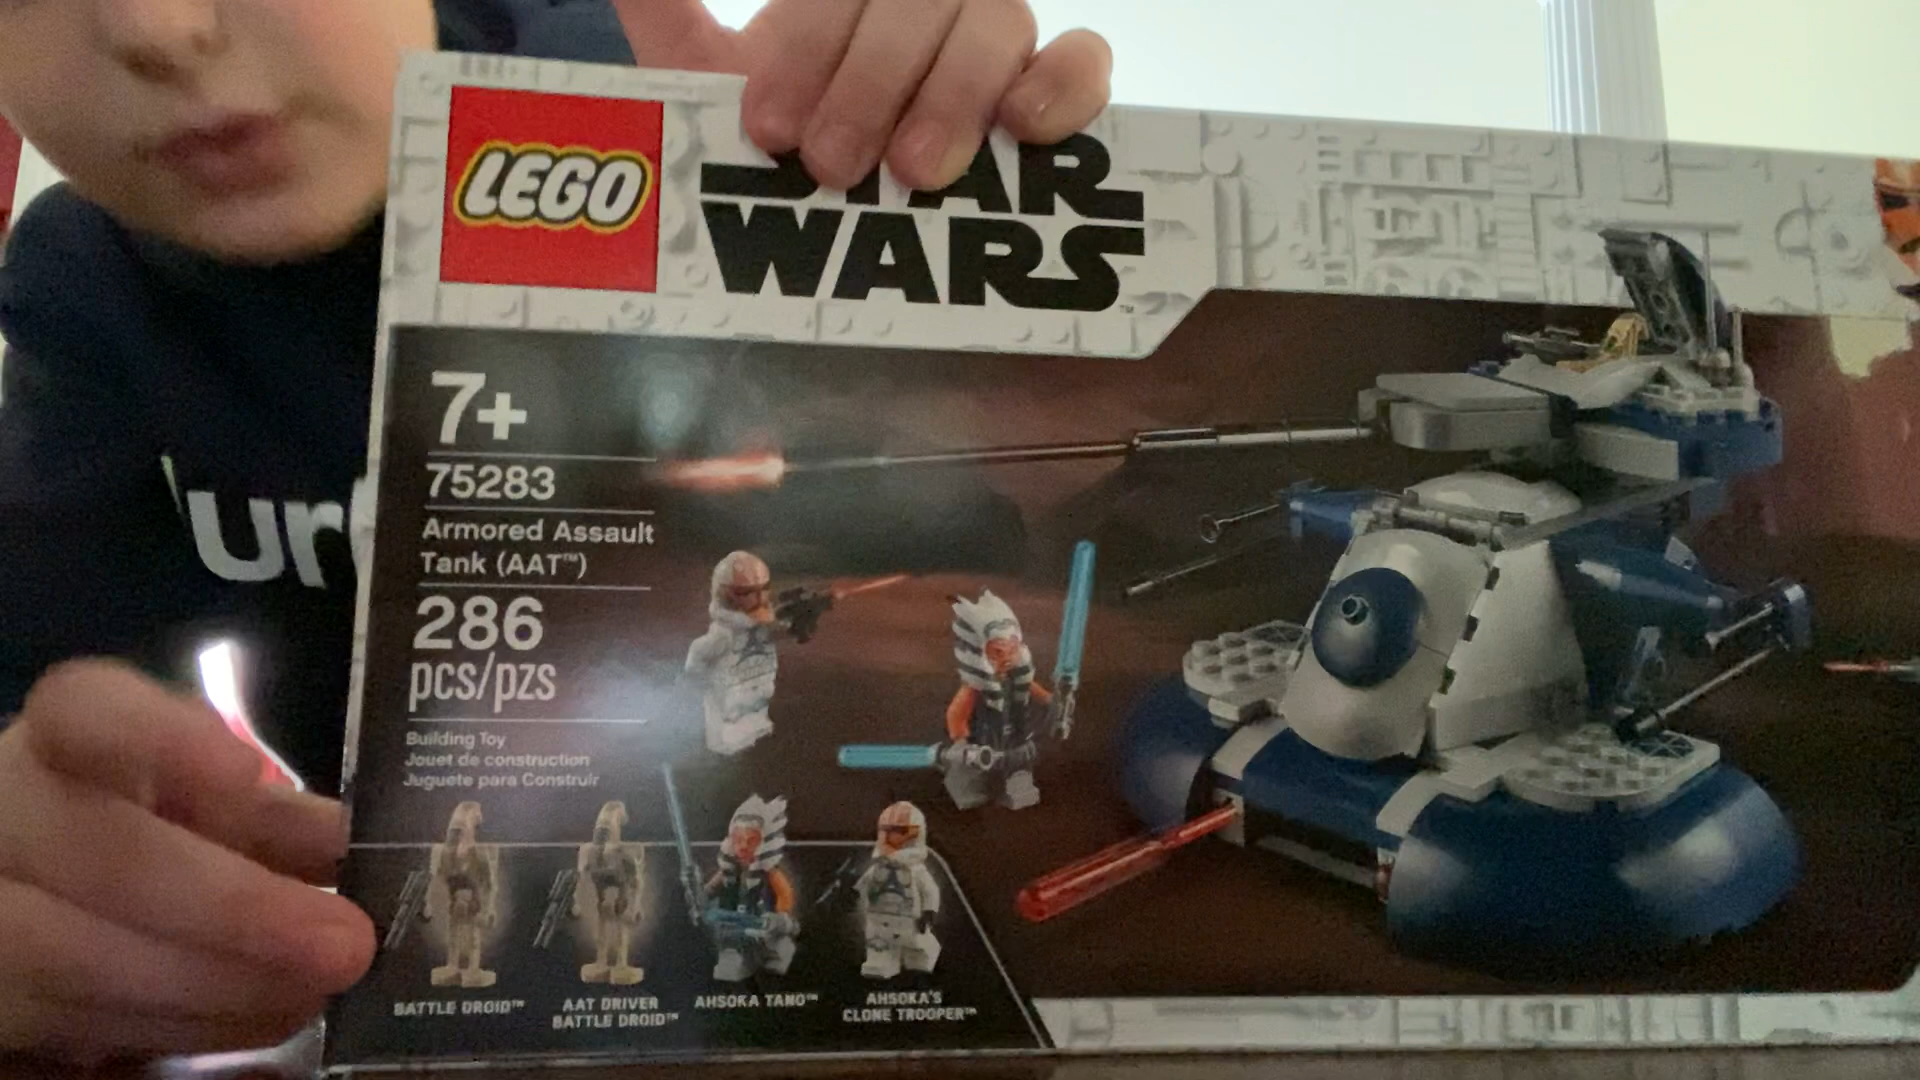 LEGO
STAR
WARS™
7+
75283
Armored Assault
Tank (AAT™)
286
pcs/pzs
Building Toy
Jouet de construction
Juguete para Construir
BATTLE DROID™
AAT DRIVER
BATTLE DROID™
AHSOKA TANO™
AHSOKA'S
CLONE TROOPER™